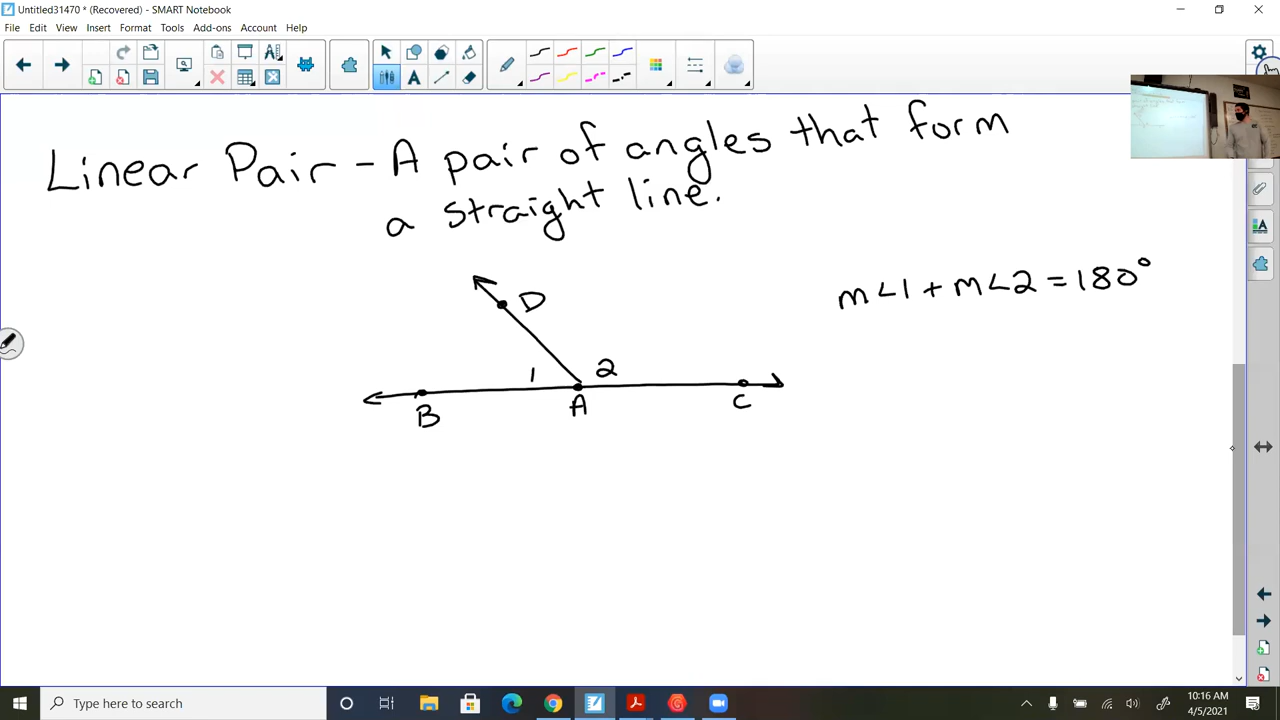 Untitled31470 * (Recovered) - SMART Notebook
File Edit View Insert Format Tools Add-ons Account Help
Linear Pair - A pair of angles that form
a straight line.
m∠1 + m∠2 = 180°
D
1 2
B A C
Type here to search
10:16 AM
4/5/2021